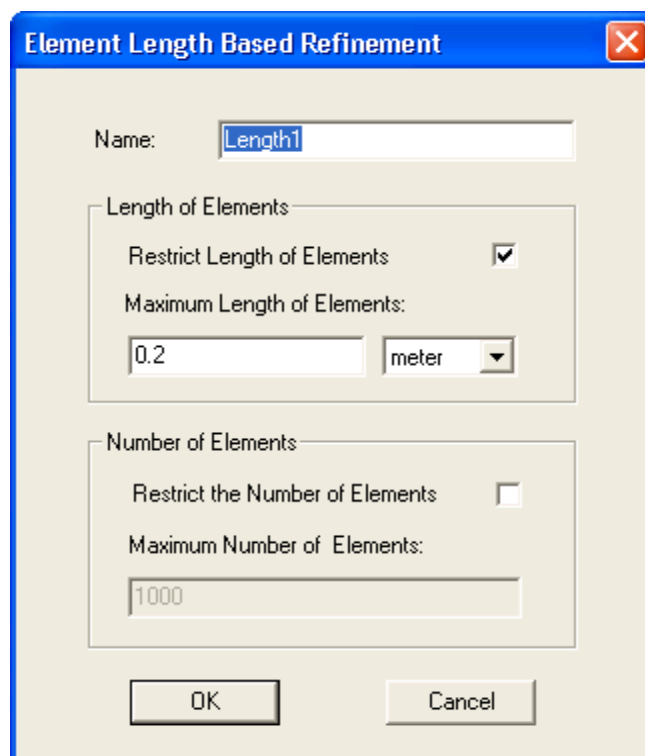 Element Length Based Refinement
Name: Length1
Length of Elements
Restrict Length of Elements
Maximum Length of Elements:
0.2 meter
Number of Elements
Restrict the Number of Elements
Maximum Number of Elements:
1000
OK Cancel